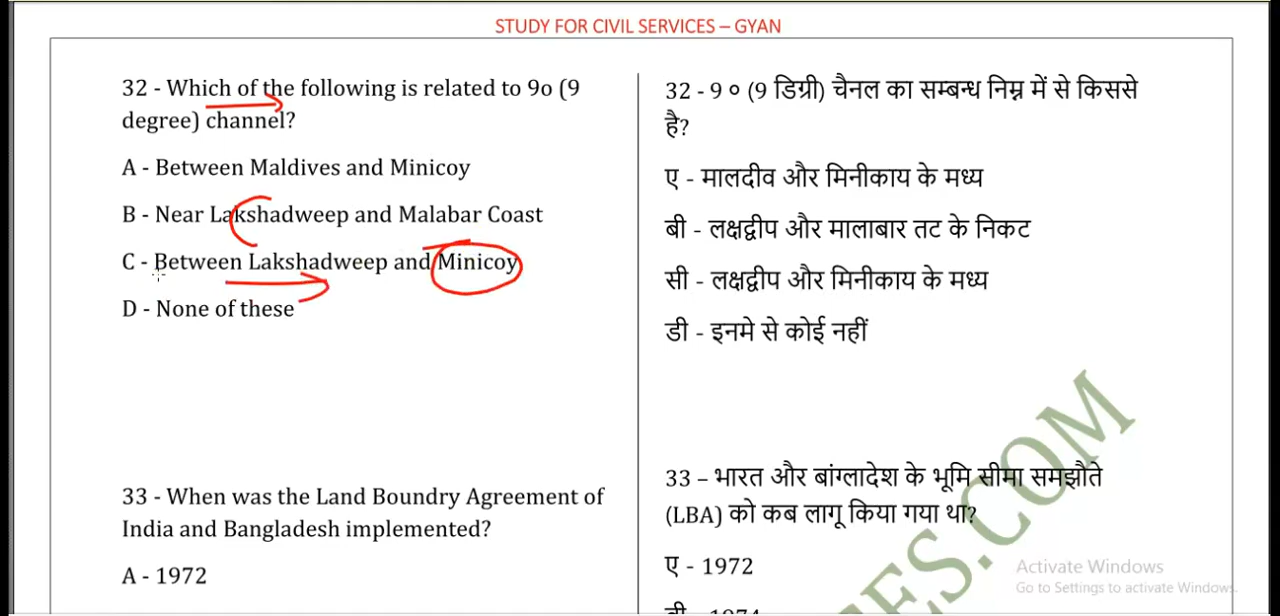 STUDY FOR CIVIL SERVICES – GYAN
32 - Which of the following is related to 9o (9
degree) channel?
A - Between Maldives and Minicoy
B - Near Lakshadweep and Malabar Coast
C - Between Lakshadweep and Minicoy
D - None of these
33 - When was the Land Boundry Agreement of
India and Bangladesh implemented?
A - 1972
32 - 9 ० (9 डिग्री) चैनल का सम्बन्ध निम्न में से किससे
है?
ए - मालदीव और मिनीकाय के मध्य
बी - लक्षद्वीप और मालाबार तट के निकट
सी - लक्षद्वीप और मिनीकाय के मध्य
डी - इनमे से कोई नहीं
33 – भारत और बांग्लादेश के भूमि सीमा समझौते
(LBA) को कब लागू किया गया था?
ए - 1972
बी - 1974
ES.COM
Activate Windows
Go to Settings to activate Windows.